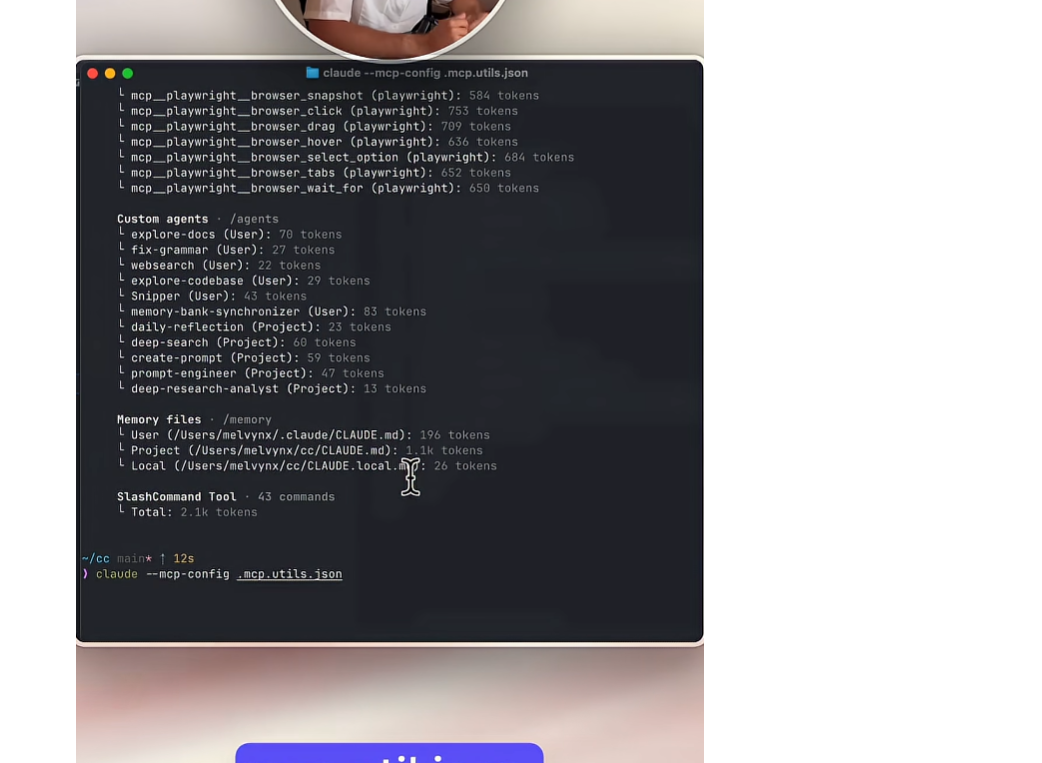 claude --mcp-config .mcp.utils.json
└ mcp__playwright__browser_snapshot (playwright): 584 tokens
└ mcp__playwright__browser_click (playwright): 753 tokens
└ mcp__playwright__browser_drag (playwright): 709 tokens
└ mcp__playwright__browser_hover (playwright): 636 tokens
└ mcp__playwright__browser_select_option (playwright): 684 tokens
└ mcp__playwright__browser_tabs (playwright): 652 tokens
└ mcp__playwright__browser_wait_for (playwright): 650 tokens
Custom agents · /agents
└ explore-docs (User): 70 tokens
└ fix-grammar (User): 27 tokens
└ websearch (User): 22 tokens
└ explore-codebase (User): 29 tokens
└ Snipper (User): 43 tokens
└ memory-bank-synchronizer (User): 83 tokens
└ daily-reflection (Project): 23 tokens
└ deep-search (Project): 60 tokens
└ create-prompt (Project): 59 tokens
└ prompt-engineer (Project): 47 tokens
└ deep-research-analyst (Project): 13 tokens
Memory files · /memory
└ User (/Users/melvynx/.claude/CLAUDE.md): 196 tokens
└ Project (/Users/melvynx/cc/CLAUDE.md): 1.1k tokens
└ Local (/Users/melvynx/cc/CLAUDE.local.md): 26 tokens
SlashCommand Tool · 43 commands
└ Total: 2.1k tokens
~/cc main* ↑ 12s
❯ claude --mcp-config .mcp.utils.json